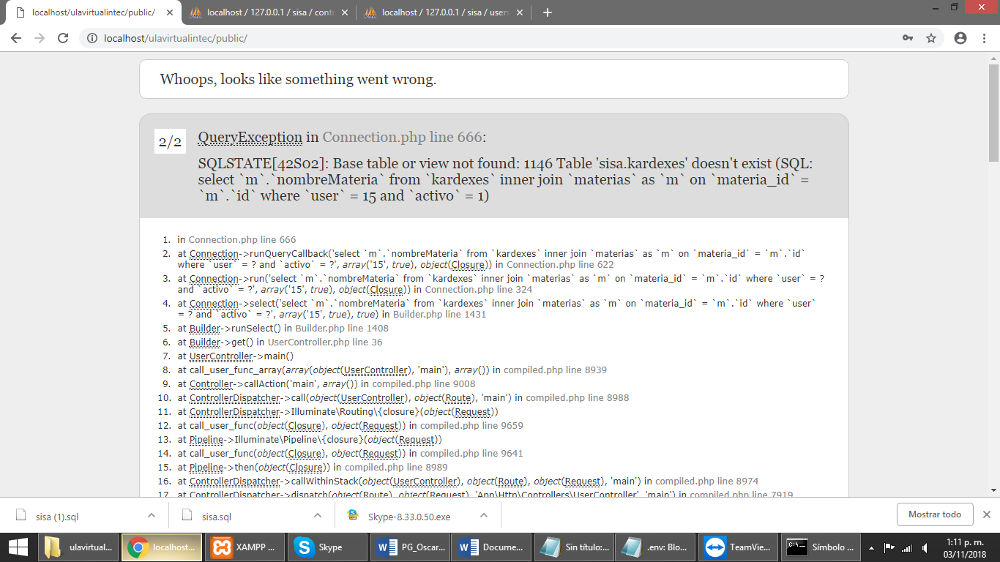 localhost/ulavirtualintec/public/
localhost / 127.0.0.1 / sisa / contr
localhost / 127.0.0.1 / sisa / users
localhost/ulavirtualintec/public/
Whoops, looks like something went wrong.
2/2
QueryException in Connection.php line 666:
SQLSTATE[42S02]: Base table or view not found: 1146 Table 'sisa.kardexes' doesn't exist (SQL:
select `m`.`nombreMateria` from `kardexes` inner join `materias` as `m` on `materia_id` =
`m`.`id` where `user` = 15 and `activo` = 1)
1. in Connection.php line 666
2. at Connection->runQueryCallback('select `m`.`nombreMateria` from `kardexes` inner join `materias` as `m` on `materia_id` = `m`.`id`
where `user` = ? and `activo` = ?', array('15', true), object(Closure)) in Connection.php line 622
3. at Connection->run('select `m`.`nombreMateria` from `kardexes` inner join `materias` as `m` on `materia_id` = `m`.`id` where `user` = ?
and `activo` = ?', array('15', true), object(Closure)) in Connection.php line 324
4. at Connection->select('select `m`.`nombreMateria` from `kardexes` inner join `materias` as `m` on `materia_id` = `m`.`id` where `user`
= ? and `activo` = ?', array('15', true), true) in Builder.php line 1431
5. at Builder->runSelect() in Builder.php line 1408
6. at Builder->get() in UserController.php line 36
7. at UserController->main()
8. at call_user_func_array(array(object(UserController), 'main'), array()) in compiled.php line 8939
9. at Controller->callAction('main', array()) in compiled.php line 9008
10. at ControllerDispatcher->call(object(UserController), object(Route), 'main') in compiled.php line 8988
11. at ControllerDispatcher->Illuminate\Routing\{closure}(object(Request))
12. at call_user_func(object(Closure), object(Request)) in compiled.php line 9659
13. at Pipeline->Illuminate\Pipeline\{closure}(object(Request))
14. at call_user_func(object(Closure), object(Request)) in compiled.php line 9641
15. at Pipeline->then(object(Closure)) in compiled.php line 8989
16. at ControllerDispatcher->callWithinStack(object(UserController), object(Route), object(Request), 'main') in compiled.php line 8974
17. at ControllerDispatcher->dispatch(object(Route), object(Request), 'App\Http\Controllers\UserController', 'main') in compiled.php line 7919
sisa (1).sql
sisa.sql
Skype-8.33.0.50.exe
Mostrar todo
ulavirtual...
localhost...
XAMPP ...
Skype
PG_Oscar...
Docume...
Sin título:...
.env: Blo...
TeamVie...
Símbolo ...
1:11 p. m.
03/11/2018